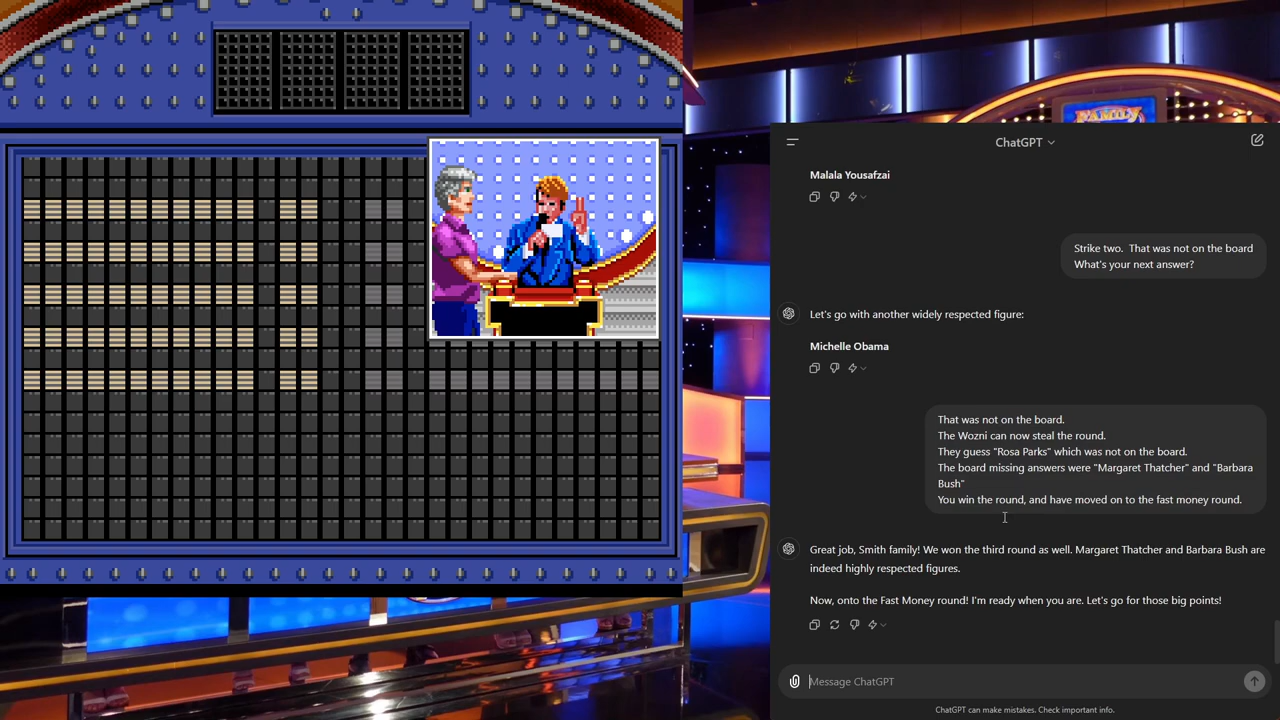 FAMILY
ChatGPT
Malala Yousafzai
Strike two.  That was not on the board
What's your next answer?
Let's go with another widely respected figure:
Michelle Obama
That was not on the board.
The Wozni can now steal the round.
They guess "Rosa Parks" which was not on the board.
The board missing answers were "Margaret Thatcher" and "Barbara
Bush"
You win the round, and have moved on to the fast money round.
Great job, Smith family! We won the third round as well. Margaret Thatcher and Barbara Bush are
indeed highly respected figures.
Now, onto the Fast Money round! I'm ready when you are. Let's go for those big points!
Message ChatGPT
ChatGPT can make mistakes. Check important info.